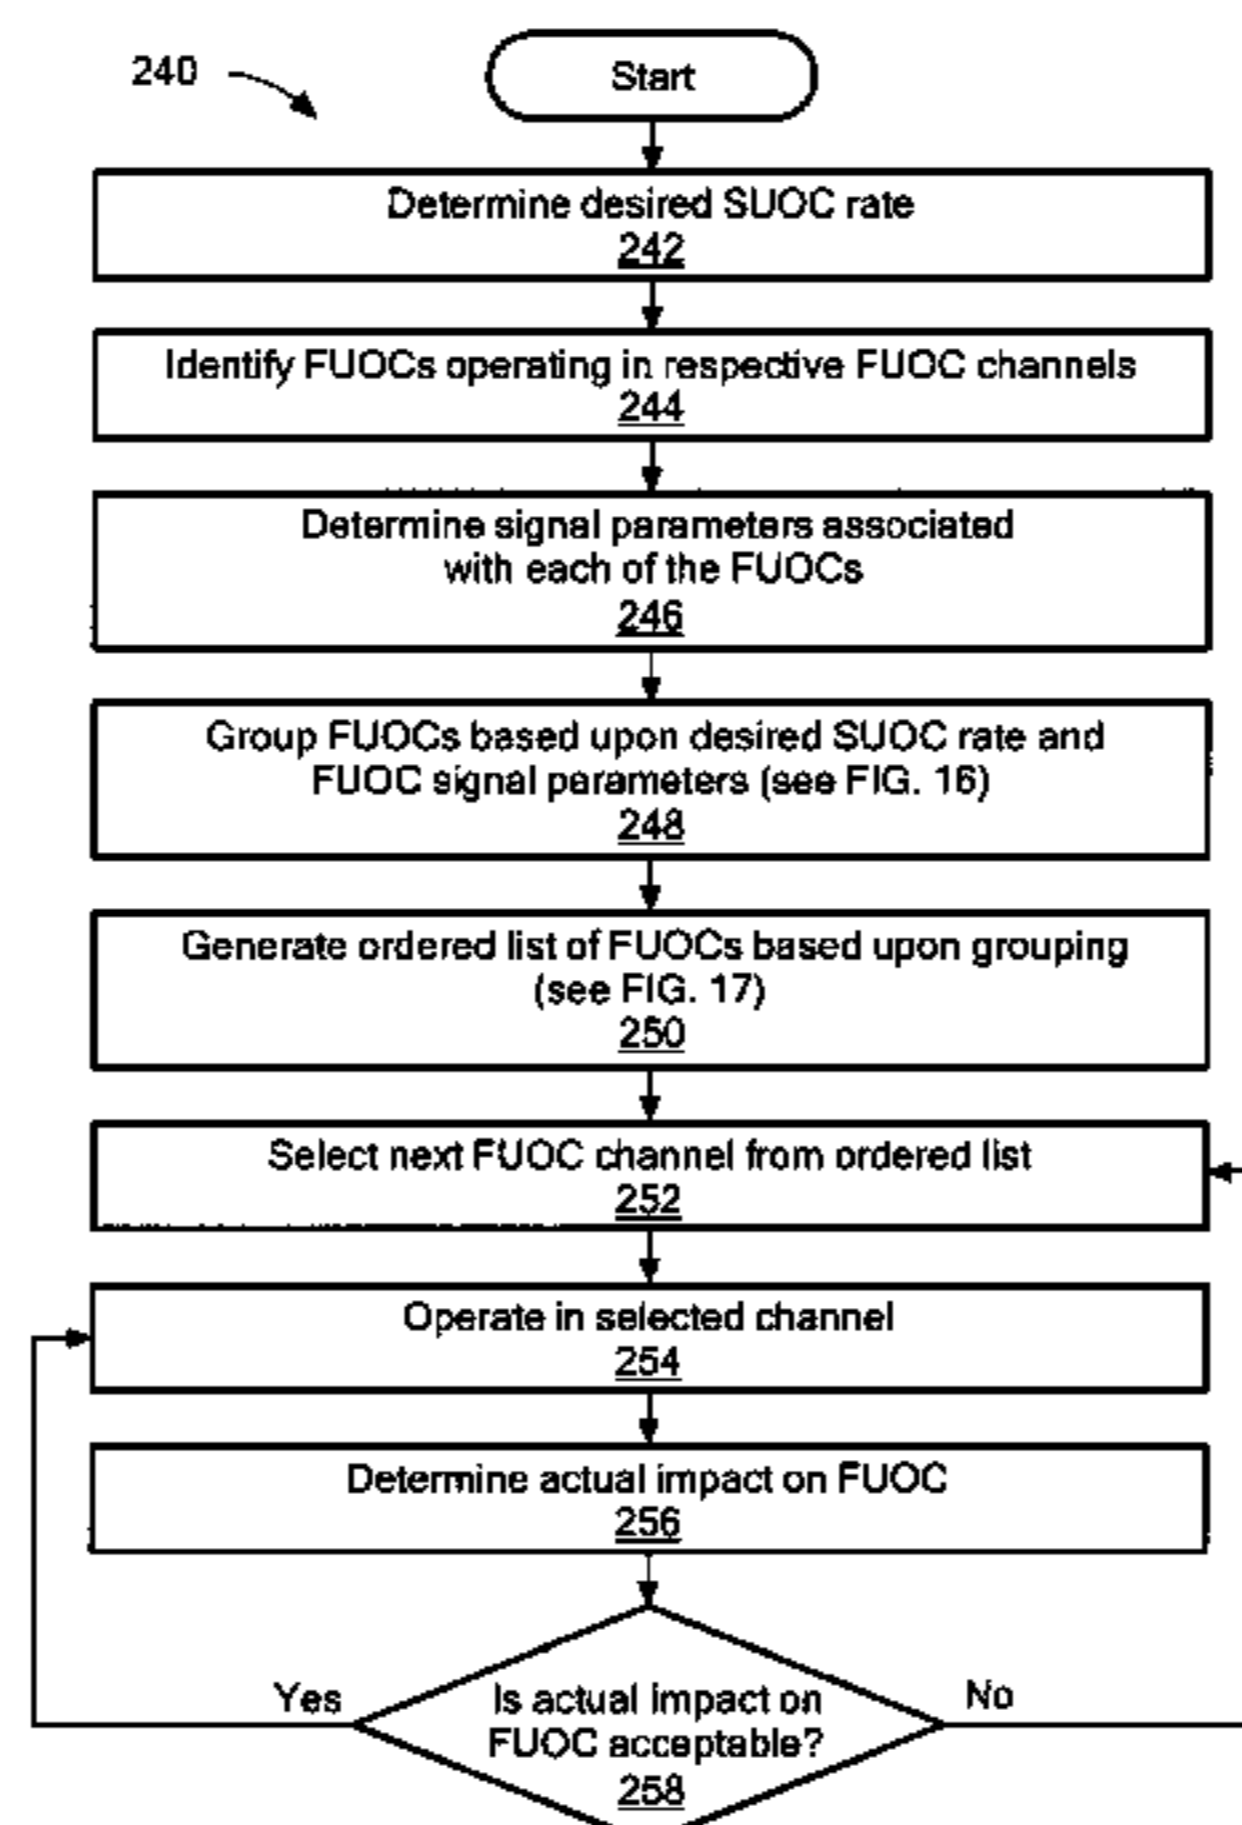 240
Start
Determine desired SUOC rate
242
Identify FUOCs operating in respective FUOC channels
244
Determine signal parameters associated
with each of the FUOCs
246
Group FUOCs based upon desired SUOC rate and
FUOC signal parameters (see FIG. 16)
248
Generate ordered list of FUOCs based upon grouping
(see FIG. 17)
250
Select next FUOC channel from ordered list
252
Operate in selected channel
254
Determine actual impact on FUOC
256
Yes
Is actual impact on
FUOC acceptable?
258
No